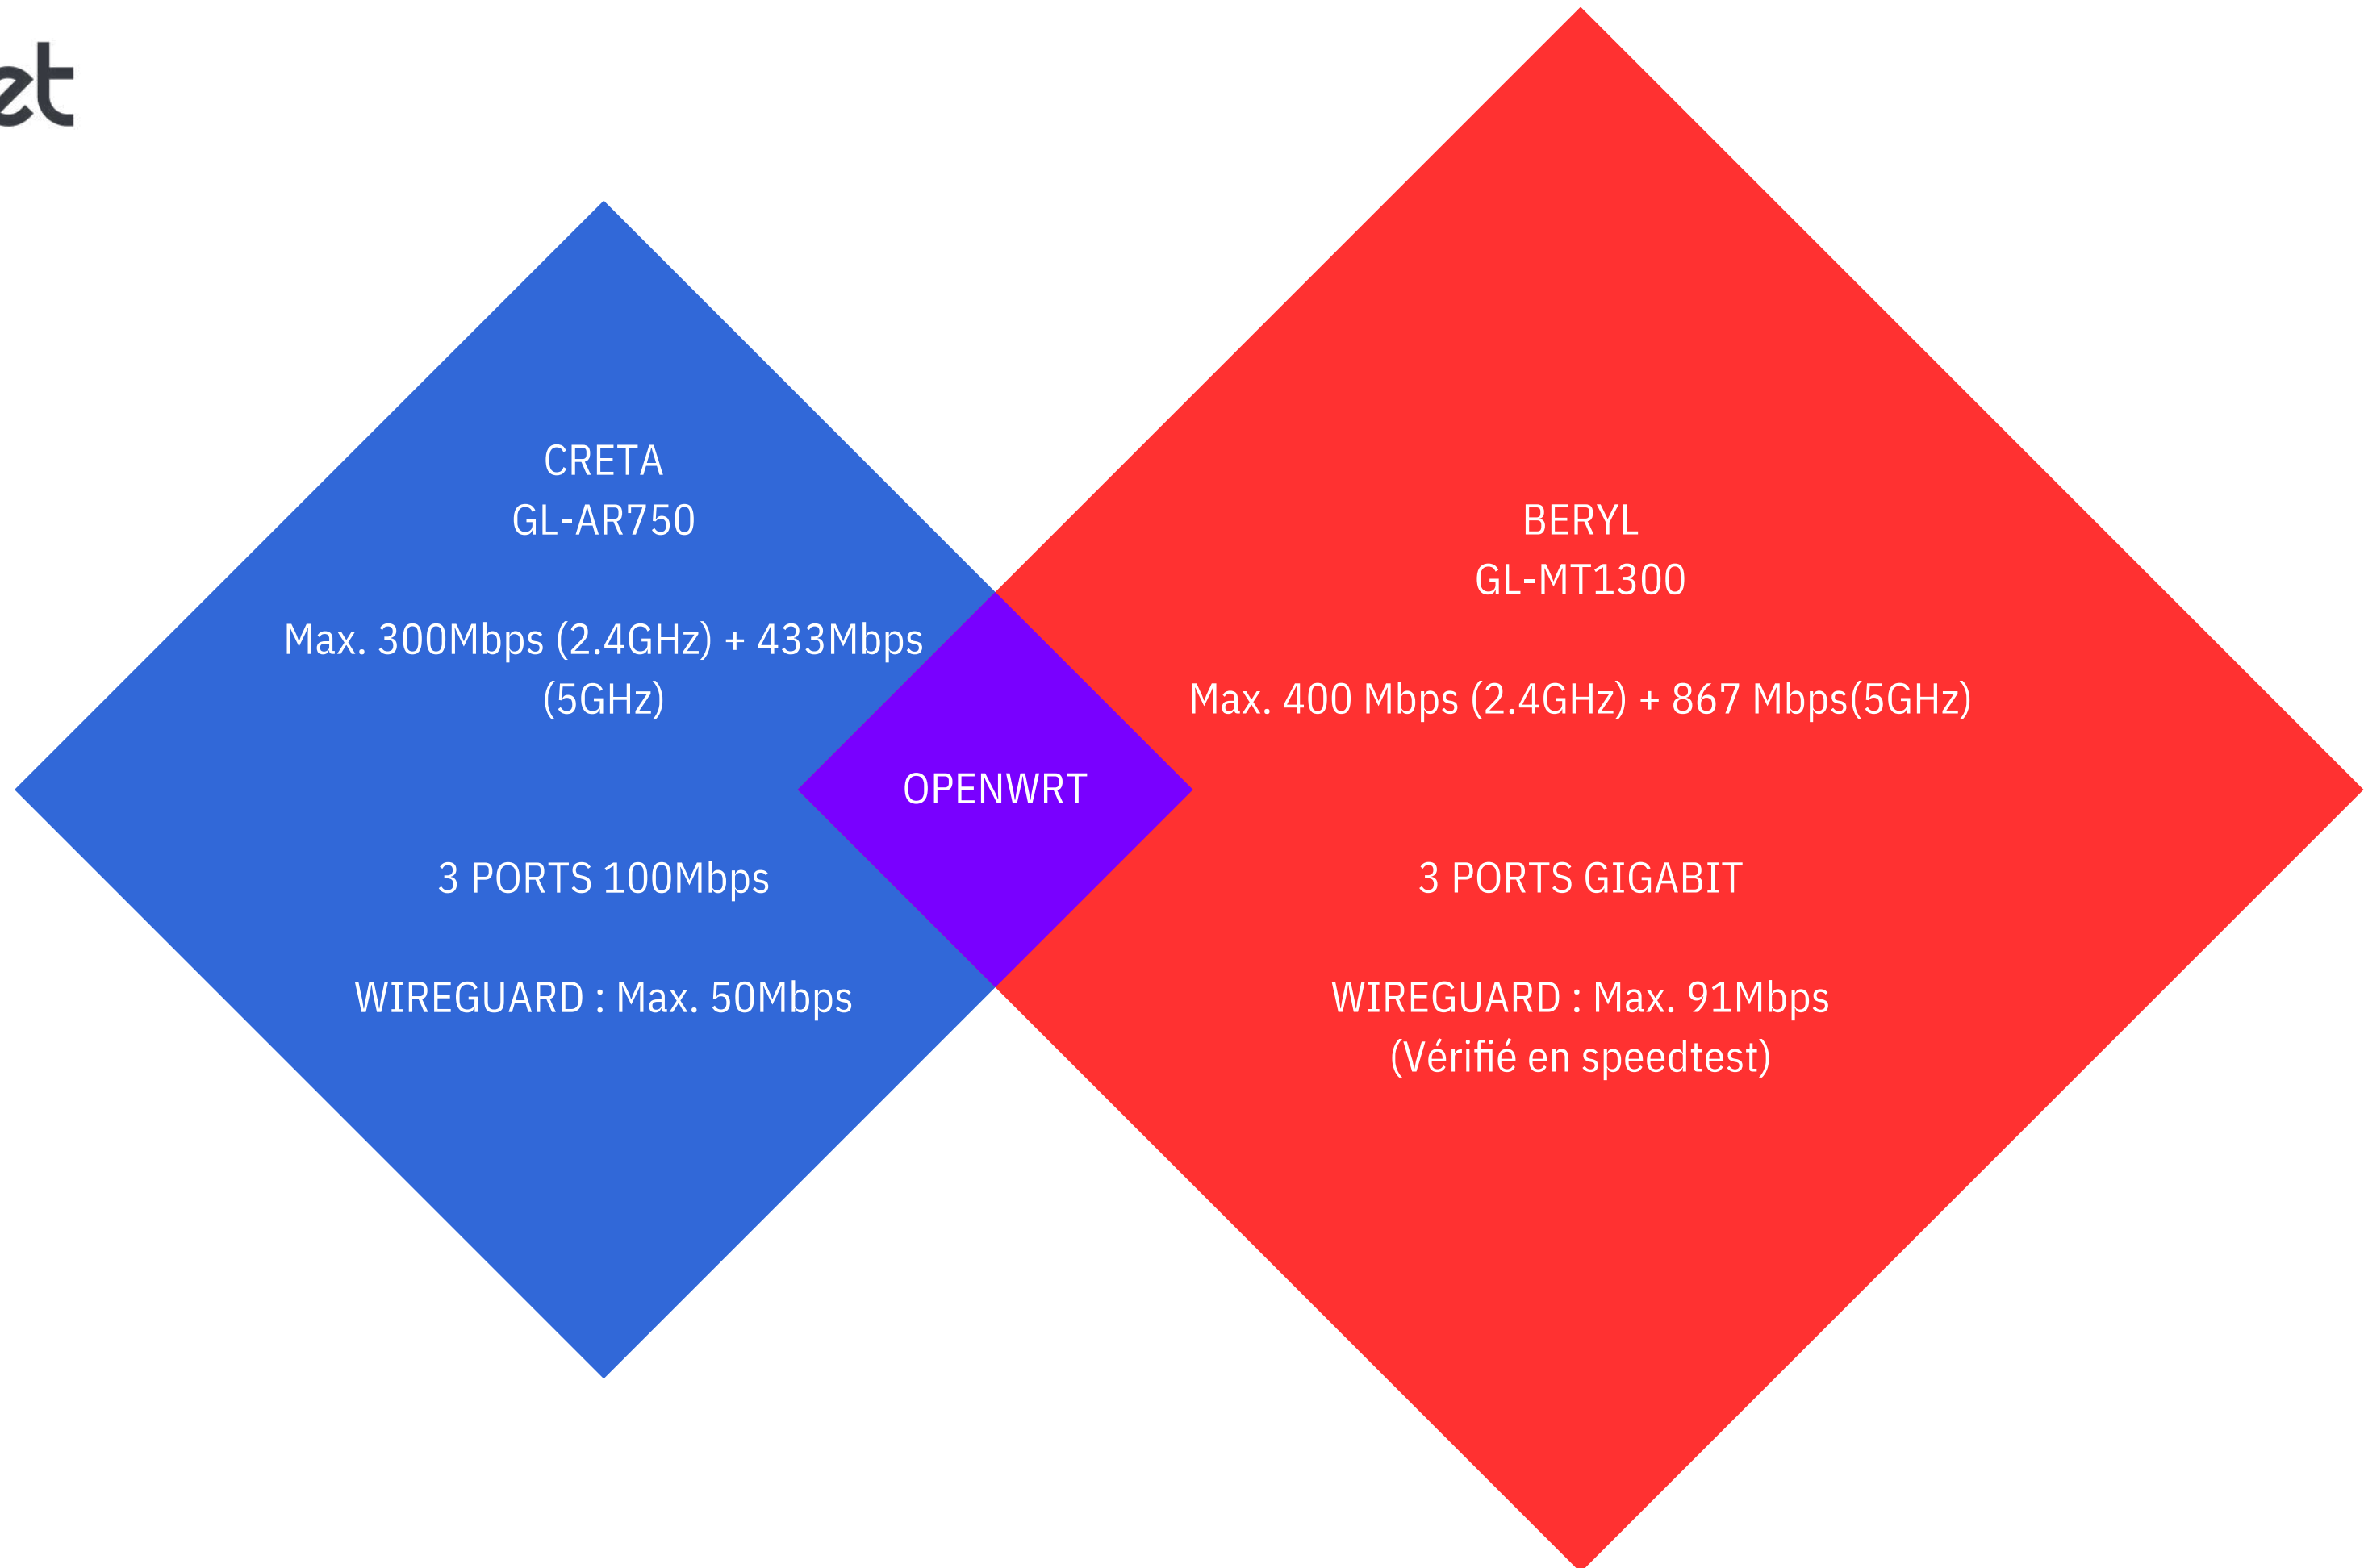 et
CRETA
GL-AR750
Max. 300Mbps (2.4GHz) + 433Mbps
(5GHz)
3 PORTS 100Mbps
WIREGUARD : Max. 50Mbps
OPENWRT
BERYL
GL-MT1300
Max. 400 Mbps (2.4GHz) + 867 Mbps(5GHz)
3 PORTS GIGABIT
WIREGUARD : Max. 91Mbps
(Vérifié en speedtest)